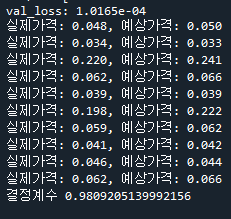 val_loss: 1.0165e-04
실제가격: 0.048, 예상가격: 0.050
실제가격: 0.034, 예상가격: 0.033
실제가격: 0.220, 예상가격: 0.241
실제가격: 0.062, 예상가격: 0.066
실제가격: 0.039, 예상가격: 0.039
실제가격: 0.198, 예상가격: 0.222
실제가격: 0.059, 예상가격: 0.062
실제가격: 0.041, 예상가격: 0.042
실제가격: 0.046, 예상가격: 0.044
실제가격: 0.062, 예상가격: 0.066
결정계수 0.9809205139992156